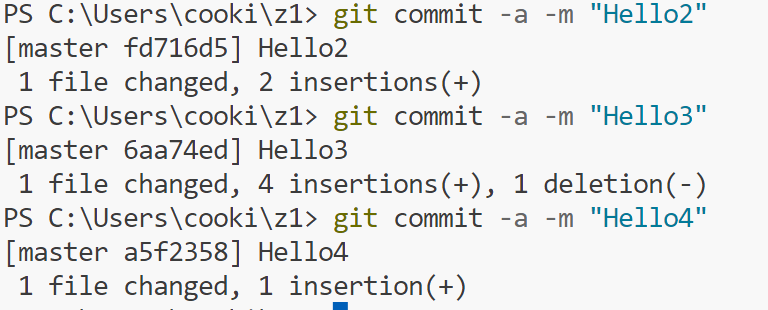 PS C:\Users\cooki\z1> git commit -a -m "Hello2"
[master fd716d5] Hello2
 1 file changed, 2 insertions(+)
PS C:\Users\cooki\z1> git commit -a -m "Hello3"
[master 6aa74ed] Hello3
 1 file changed, 4 insertions(+), 1 deletion(-)
PS C:\Users\cooki\z1> git commit -a -m "Hello4"
[master a5f2358] Hello4
 1 file changed, 1 insertion(+)